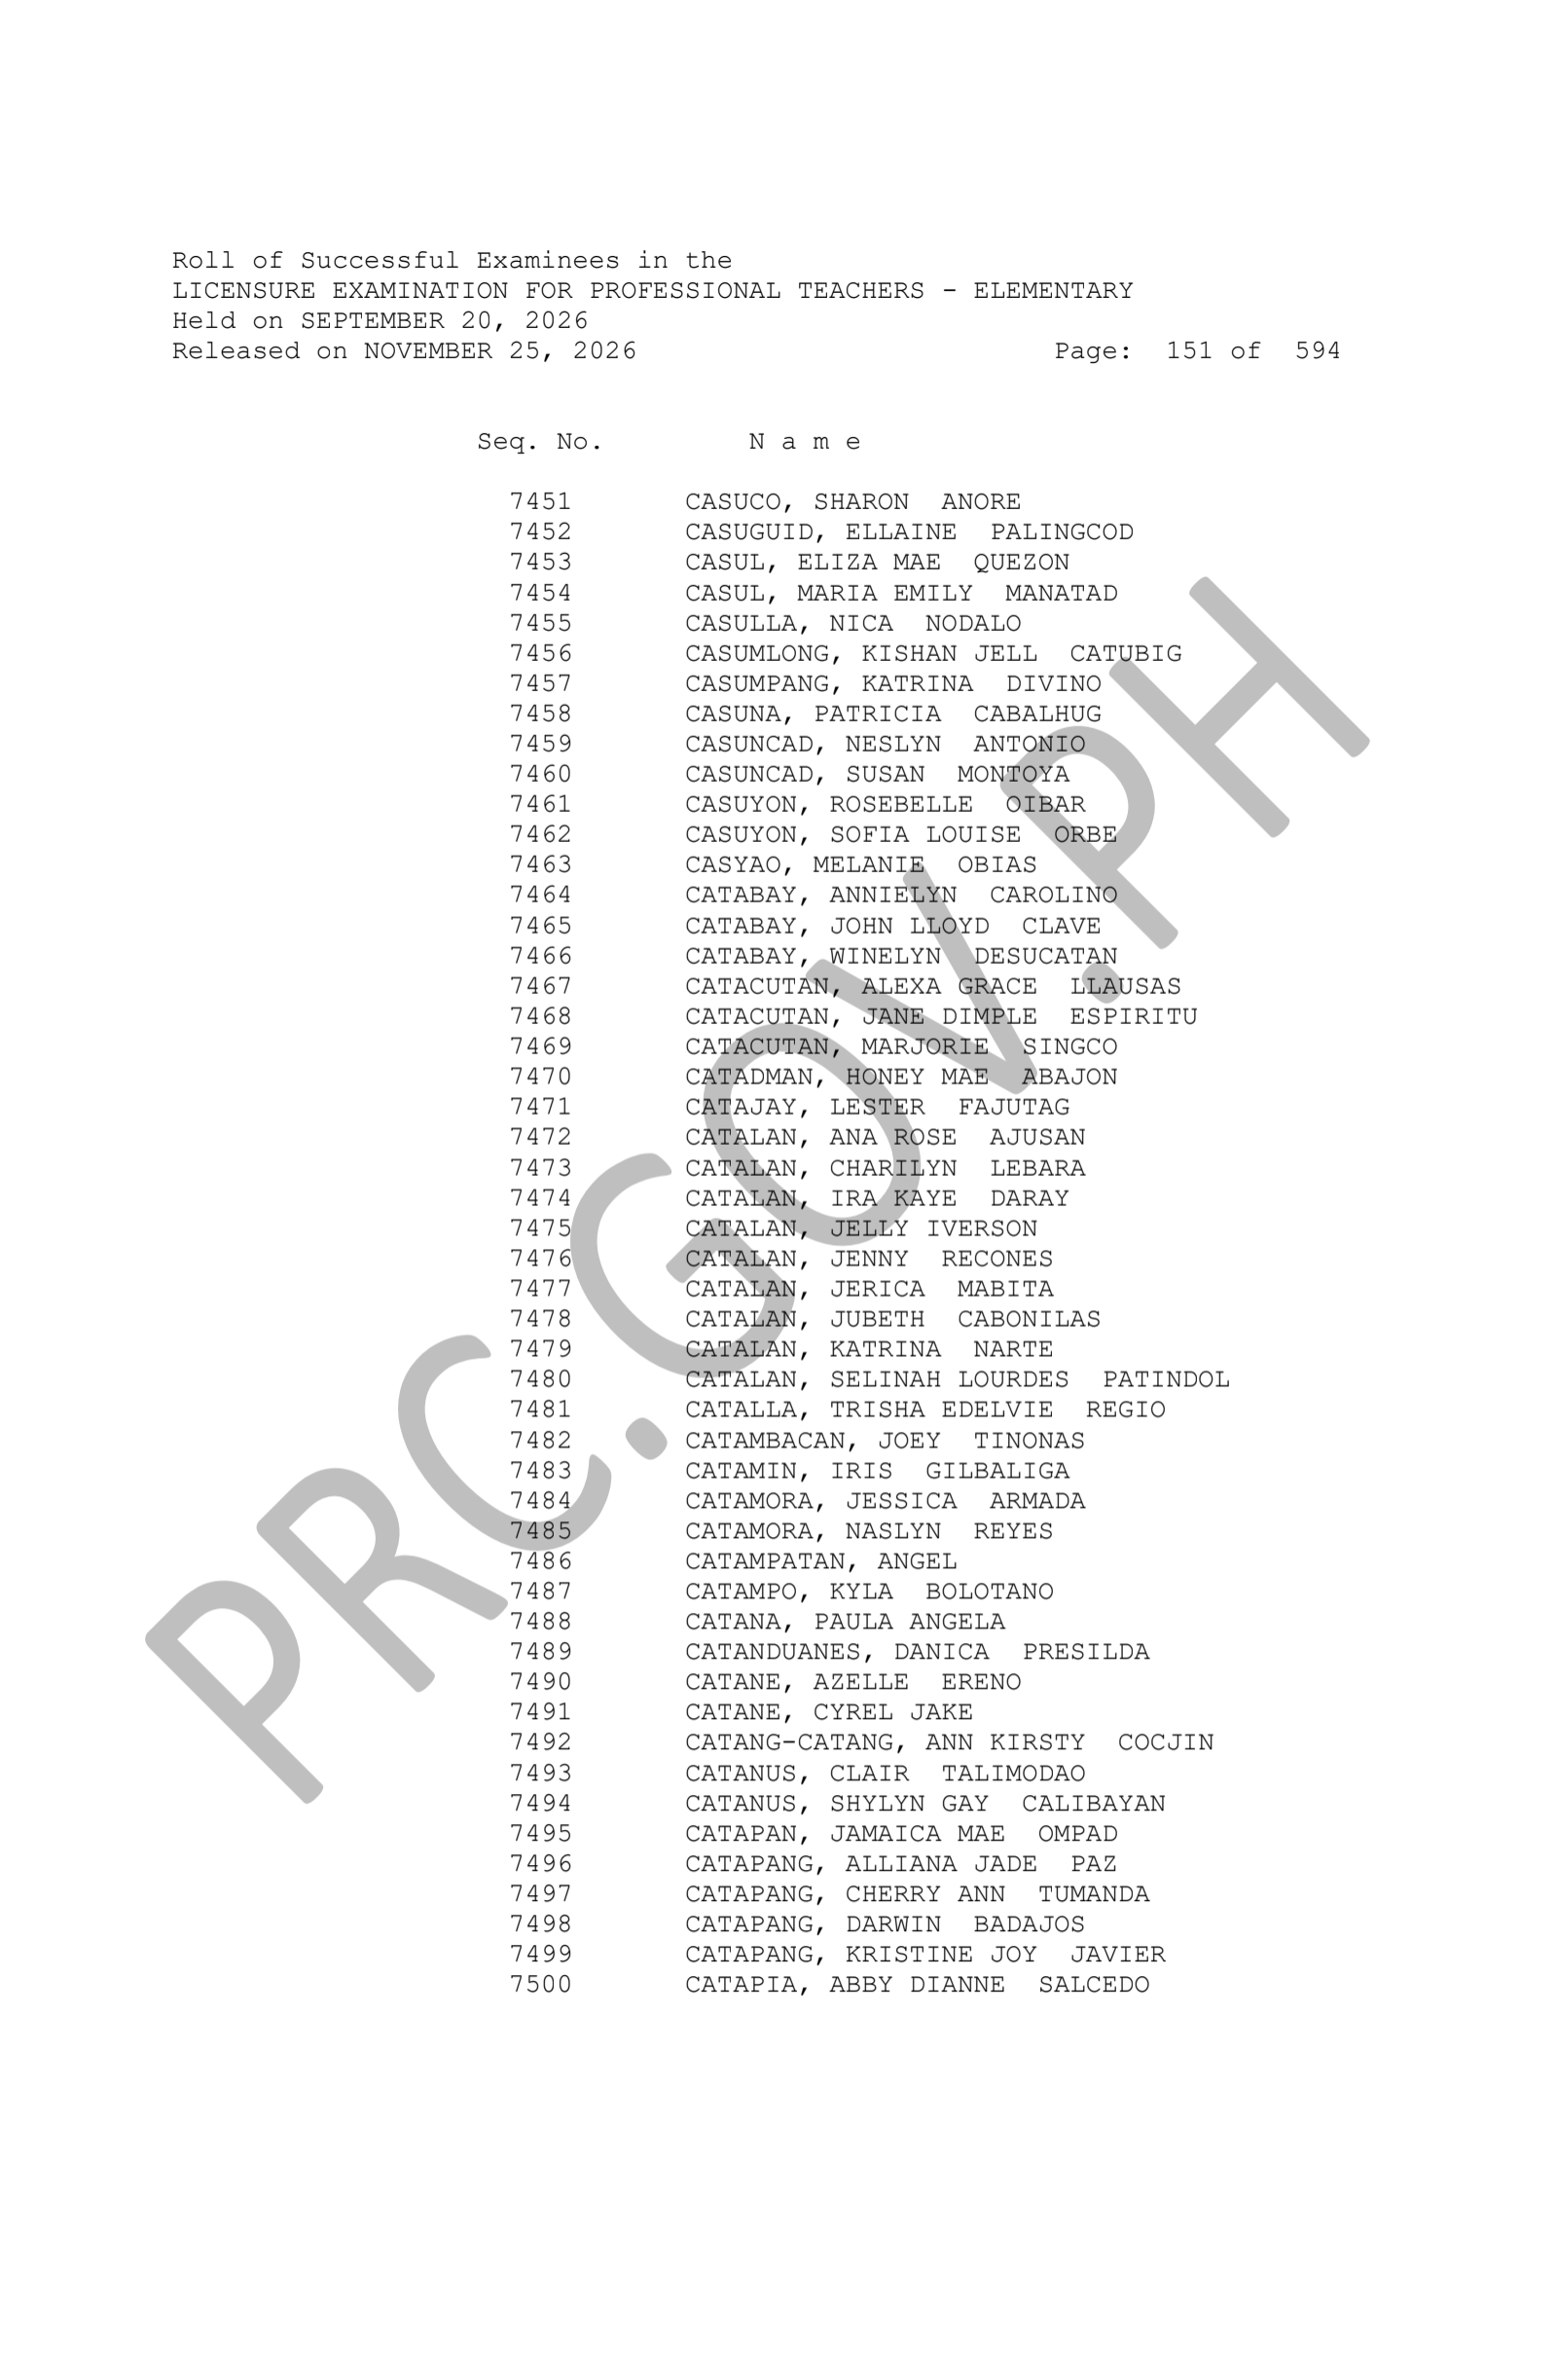 Roll of Successful Examinees in the
LICENSURE EXAMINATION FOR PROFESSIONAL TEACHERS - ELEMENTARY
Held on SEPTEMBER 20, 2026
Released on NOVEMBER 25, 2026 Page: 151 of 594
Seq. No. N a m e
7451 CASUCO, SHARON ANORE
7452 CASUGUID, ELLAINE PALINGCOD
7453 CASUL, ELIZA MAE QUEZON
7454 CASUL, MARIA EMILY MANATAD
7455 CASULLA, NICA NODALO
7456 CASUMLONG, KISHAN JELL CATUBIG
7457 CASUMPANG, KATRINA DIVINO
7458 CASUNA, PATRICIA CABALHUG
7459 CASUNCAD, NESLYN ANTONIO
7460 CASUNCAD, SUSAN MONTOYA
7461 CASUYON, ROSEBELLE OIBAR
7462 CASUYON, SOFIA LOUISE ORBE
7463 CASYAO, MELANIE OBIAS
7464 CATABAY, ANNIELYN CAROLINO
7465 CATABAY, JOHN LLOYD CLAVE
7466 CATABAY, WINELYN DESUCATAN
7467 CATACUTAN, ALEXA GRACE LLAUSAS
7468 CATACUTAN, JANE DIMPLE ESPIRITU
7469 CATACUTAN, MARJORIE SINGCO
7470 CATADMAN, HONEY MAE ABAJON
7471 CATAJAY, LESTER FAJUTAG
7472 CATALAN, ANA ROSE AJUSAN
7473 CATALAN, CHARILYN LEBARA
7474 CATALAN, IRA KAYE DARAY
7475 CATALAN, JELLY IVERSON
7476 CATALAN, JENNY RECONES
7477 CATALAN, JERICA MABITA
7478 CATALAN, JUBETH CABONILAS
7479 CATALAN, KATRINA NARTE
7480 CATALAN, SELINAH LOURDES PATINDOL
7481 CATALLA, TRISHA EDELVIE REGIO
7482 CATAMBACAN, JOEY TINONAS
7483 CATAMIN, IRIS GILBALIGA
7484 CATAMORA, JESSICA ARMADA
7485 CATAMORA, NASLYN REYES
7486 CATAMPATAN, ANGEL
7487 CATAMPO, KYLA BOLOTANO
7488 CATANA, PAULA ANGELA
7489 CATANDUANES, DANICA PRESILDA
7490 CATANE, AZELLE ERENO
7491 CATANE, CYREL JAKE
7492 CATANG-CATANG, ANN KIRSTY COCJIN
7493 CATANUS, CLAIR TALIMODAO
7494 CATANUS, SHYLYN GAY CALIBAYAN
7495 CATAPAN, JAMAICA MAE OMPAD
7496 CATAPANG, ALLIANA JADE PAZ
7497 CATAPANG, CHERRY ANN TUMANDA
7498 CATAPANG, DARWIN BADAJOS
7499 CATAPANG, KRISTINE JOY JAVIER
7500 CATAPIA, ABBY DIANNE SALCEDO
PRC.GOV.PH